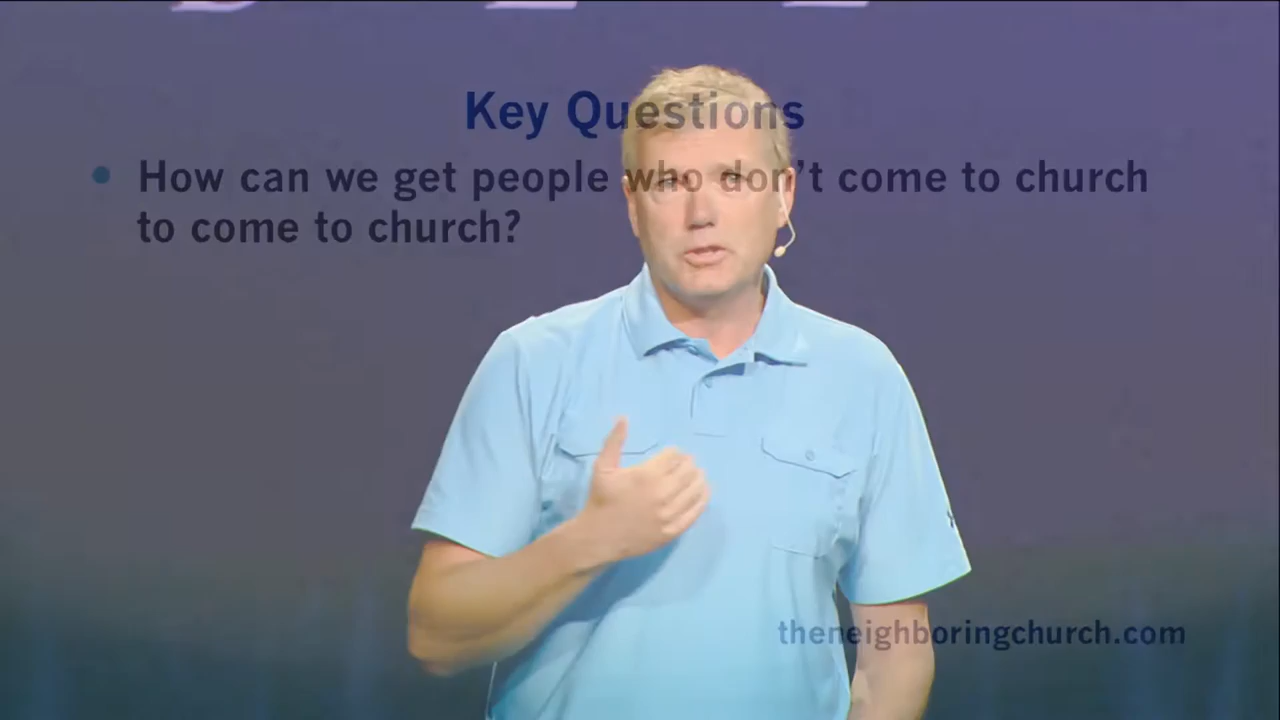 Key Questions
• How can we get people who don't come to church
to come to church?
theneighboringchurch.com